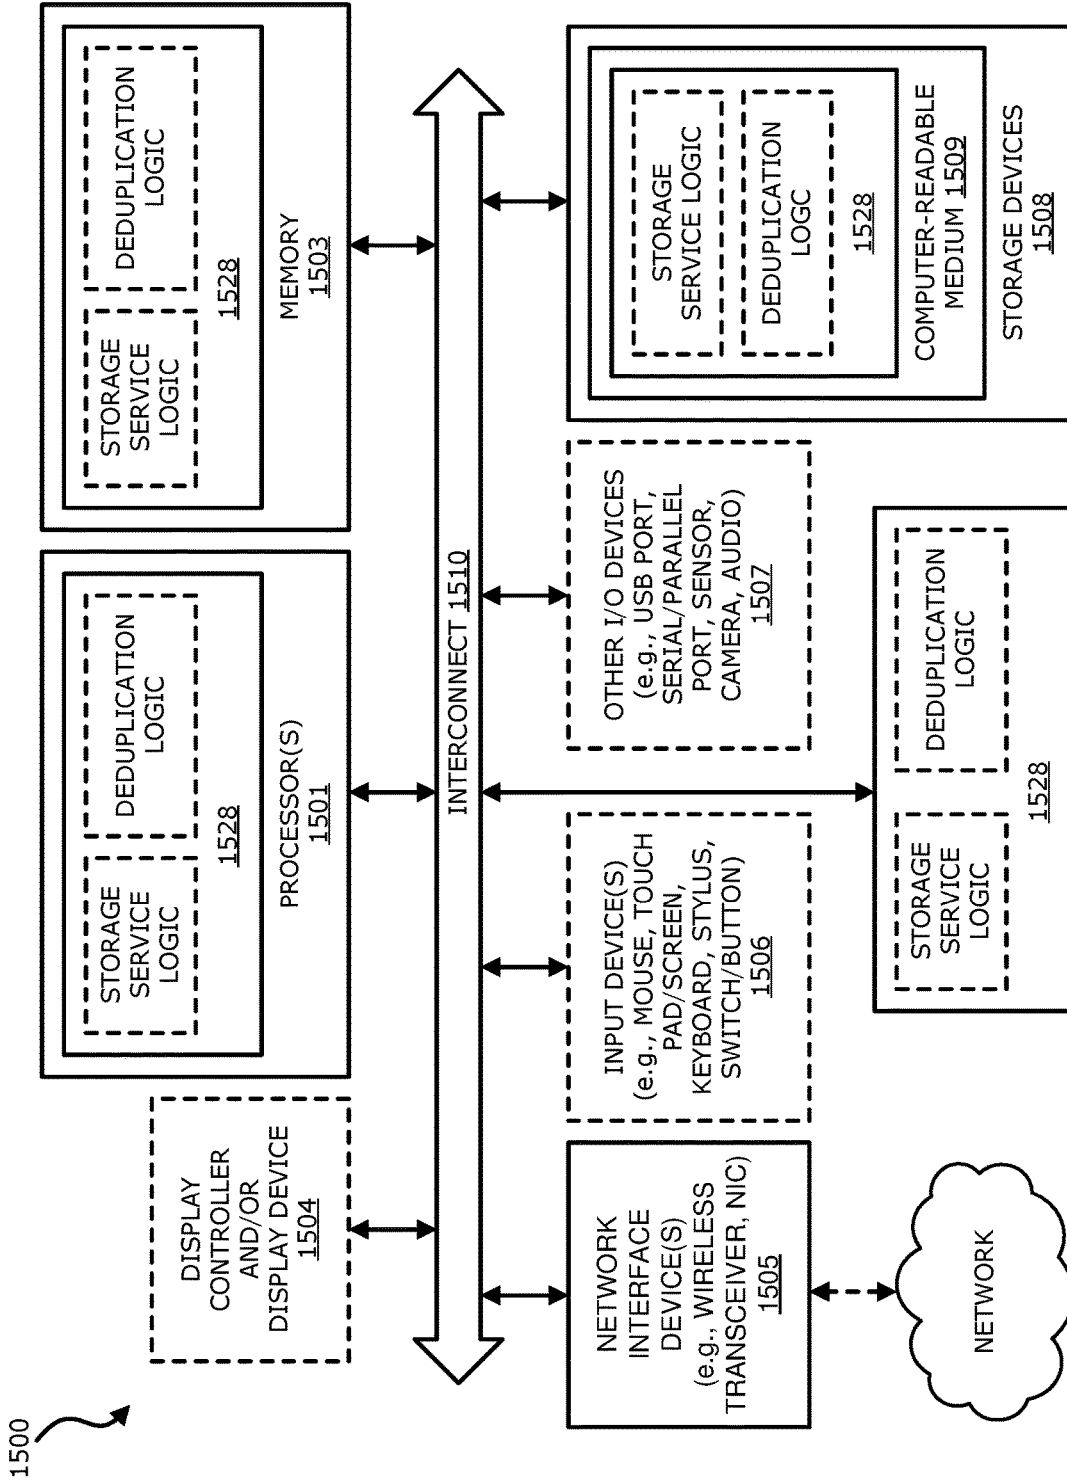 1500
DISPLAY
CONTROLLER
AND/OR
DISPLAY DEVICE
1504
STORAGE
SERVICE
LOGIC
DEDUPLICATION
LOGIC
1528
PROCESSOR(S)
1501
STORAGE
SERVICE
LOGIC
DEDUPLICATION
LOGIC
1528
MEMORY
1503
INTERCONNECT 1510
NETWORK
INTERFACE
DEVICE(S)
(e.g., WIRELESS
TRANSCEIVER, NIC)
1505
INPUT DEVICE(S)
(e.g., MOUSE, TOUCH
PAD/SCREEN,
KEYBOARD, STYLUS,
SWITCH/BUTTON)
1506
OTHER I/O DEVICES
(e.g., USB PORT,
SERIAL/PARALLEL
PORT, SENSOR,
CAMERA, AUDIO)
1507
STORAGE
SERVICE LOGIC
DEDUPLICATION
LOGC
1528
COMPUTER-READABLE
MEDIUM 1509
STORAGE DEVICES
1508
NETWORK
STORAGE
SERVICE
LOGIC
DEDUPLICATION
LOGIC
1528